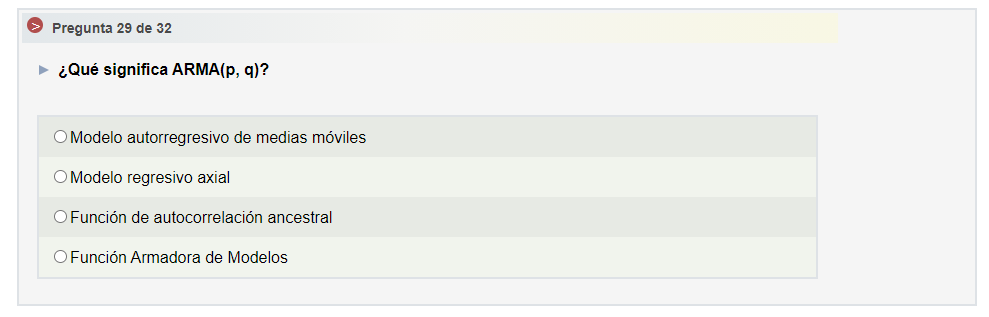 Pregunta 29 de 32
¿Qué significa ARMA(p, q)?
Modelo autorregresivo de medias móviles
Modelo regresivo axial
Función de autocorrelación ancestral
Función Armadora de Modelos